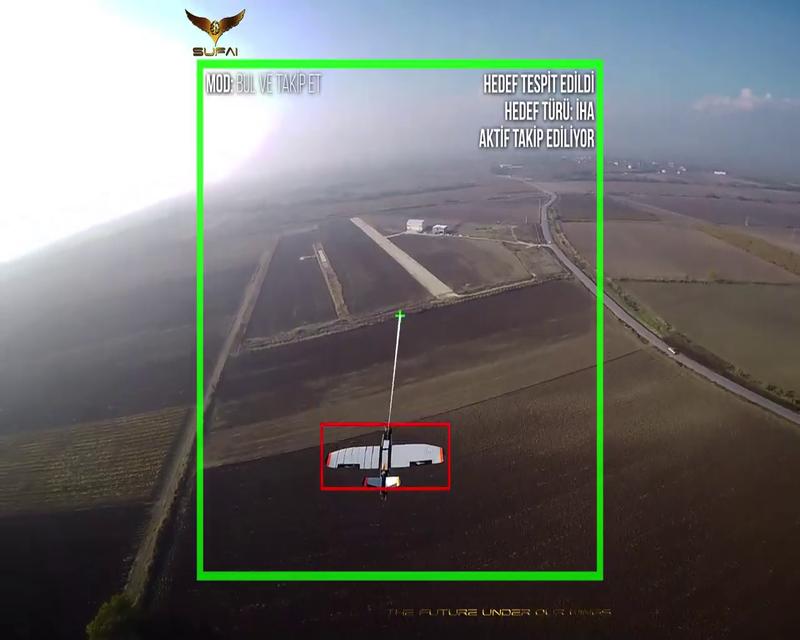 SUFAI
MOD: BUL VE TAKİP ET
HEDEF TESPİT EDİLDİ
HEDEF TÜRÜ: İHA
AKTİF TAKİP EDİLİYOR
THE FUTURE UNDER OUR WINGS